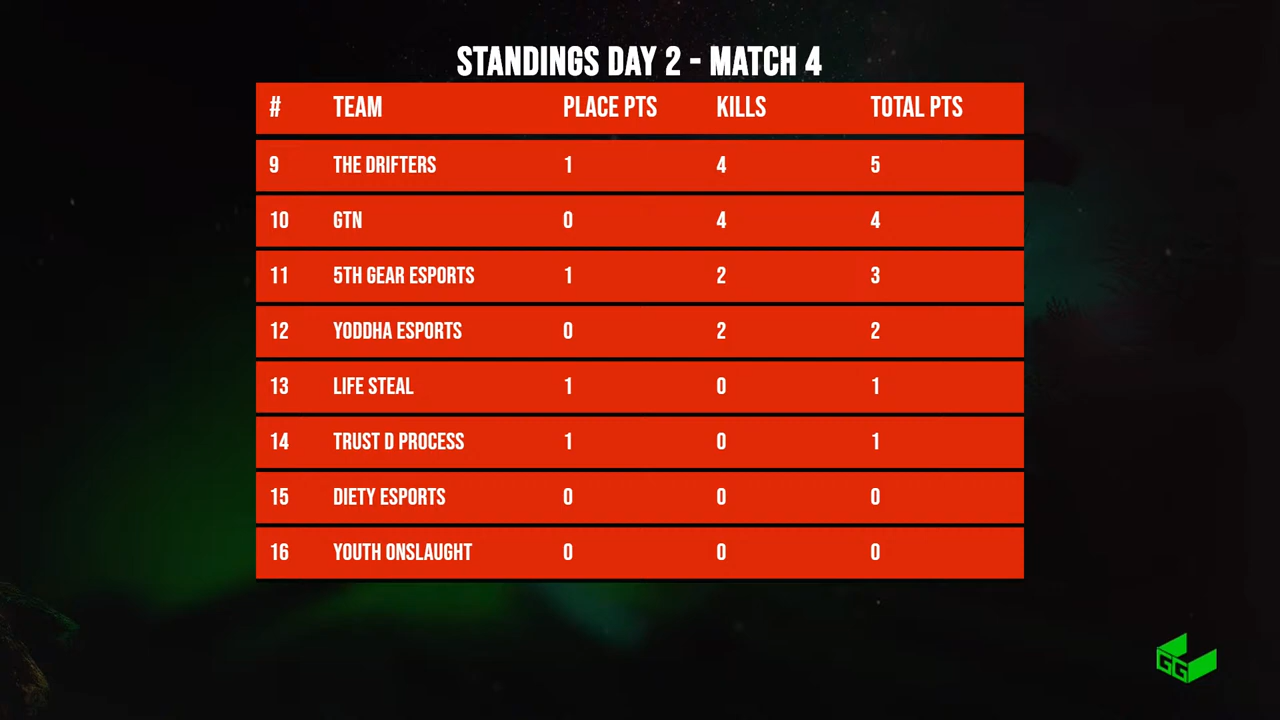 STANDINGS DAY 2 - MATCH 4
# TEAM PLACE PTS KILLS TOTAL PTS
9 THE DRIFTERS 1 4 5
10 GTN 0 4 4
11 5TH GEAR ESPORTS 1 2 3
12 YODDHA ESPORTS 0 2 2
13 LIFE STEAL 1 0 1
14 TRUST D PROCESS 1 0 1
15 DIETY ESPORTS 0 0 0
16 YOUTH ONSLAUGHT 0 0 0
GG